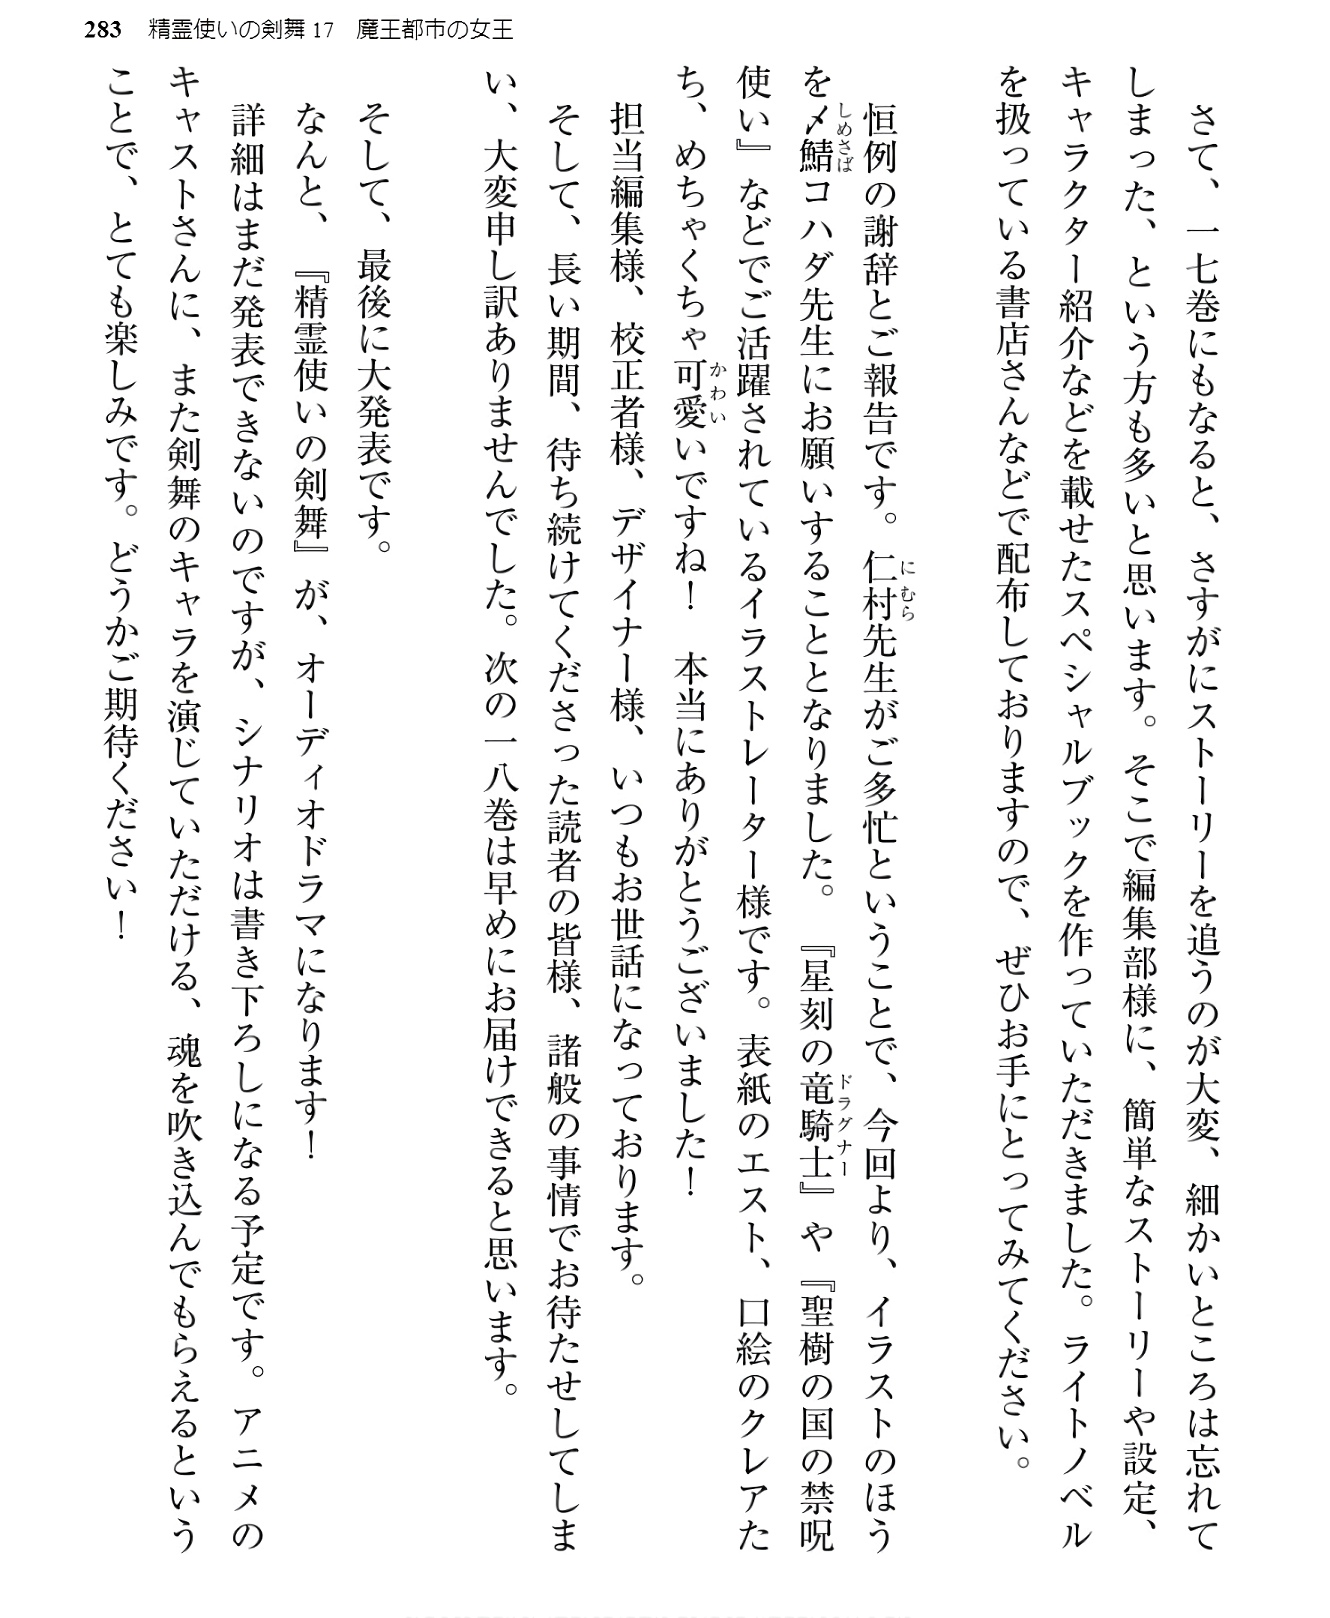 283　精霊使いの剣舞 17　魔王都市の女王
さて、一七巻にもなると、さすがにストーリーを追うのが大変、細かいところは忘れて
しまった、という方も多いと思います。そこで編集部様に、簡単なストーリーや設定、
キャラクター紹介などを載せたスペシャルブックを作っていただきました。ライトノベル
を扱っている書店さんなどで配布しておりますので、ぜひお手にとってみてください。
恒例の謝辞とご報告です。仁村先生がご多忙ということで、今回より、イラストのほう
を〆鯖コハダ先生にお願いすることとなりました。『星刻の竜騎士』や『聖樹の国の禁呪
使い』などでご活躍されているイラストレーター様です。表紙のエスト、口絵のクレアた
ち、めちゃくちゃ可愛いですね！　本当にありがとうございました！
担当編集様、校正者様、デザイナー様、いつもお世話になっております。
そして、長い期間、待ち続けてくださった読者の皆様、諸般の事情でお待たせしてしま
い、大変申し訳ありませんでした。次の一八巻は早めにお届けできると思います。
そして、最後に大発表です。
なんと、『精霊使いの剣舞』が、オーディオドラマになります！
詳細はまだ発表できないのですが、シナリオは書き下ろしになる予定です。アニメの
キャストさんに、また剣舞のキャラを演じていただける、魂を吹き込んでもらえるという
ことで、とても楽しみです。どうかご期待ください！